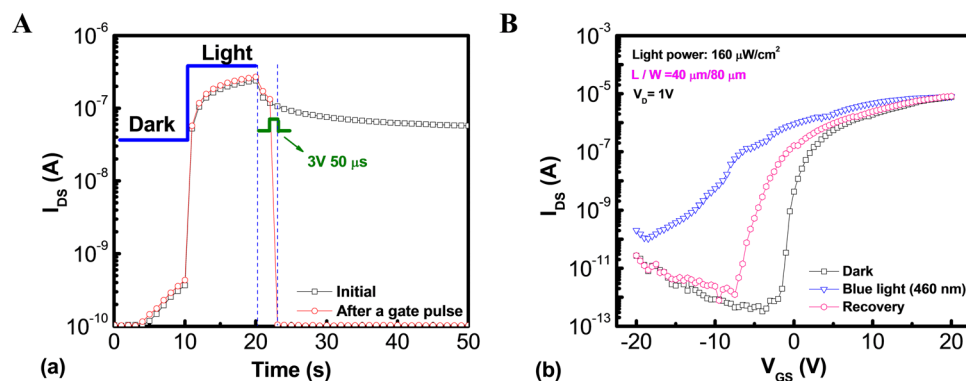 A
10⁻⁶
10⁻⁷
10⁻⁸
10⁻⁹
10⁻¹⁰
I_DS (A)
Light
Dark
3V 50 μs
Initial
After a gate pulse
0 10 20 30 40 50
Time (s)
(a)
B
10⁻³
10⁻⁵
10⁻⁷
10⁻⁹
10⁻¹¹
10⁻¹³
I_DS (A)
Light power: 160 μW/cm²
L / W =40 μm/80 μm
V_D= 1V
Dark
Blue light (460 nm)
Recovery
-20 -10 0 10 20
V_GS (V)
(b)